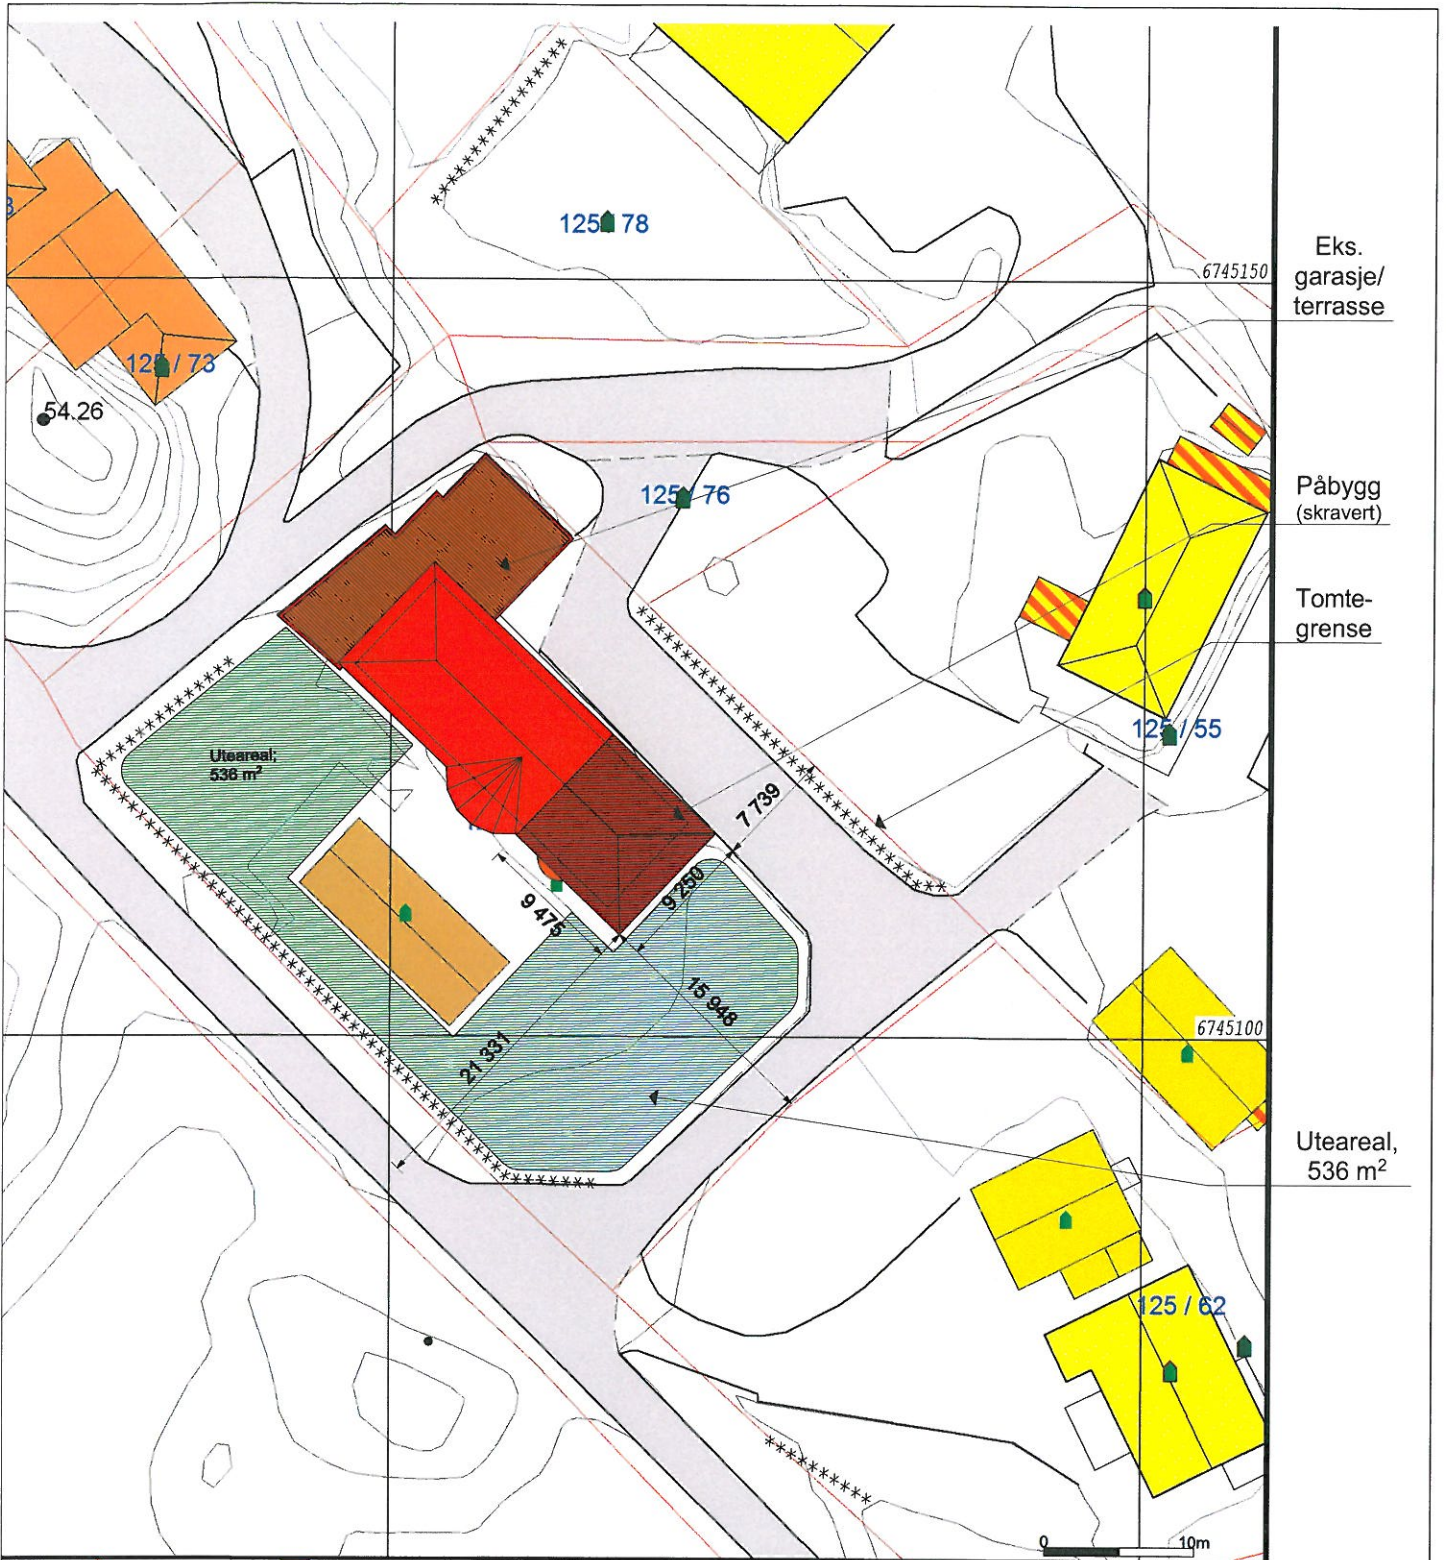 125 / 78
6745150
Eks.
garasje/
terrasse
125 / 73
54.26
125 / 76
Påbygg
(skravert)
Tomte-
grense
125 / 55
Uteareal;
536 m²
7 739
9 250
9 475
15 948
21 331
6745100
Uteareal,
536 m²
125 / 62
0 10m